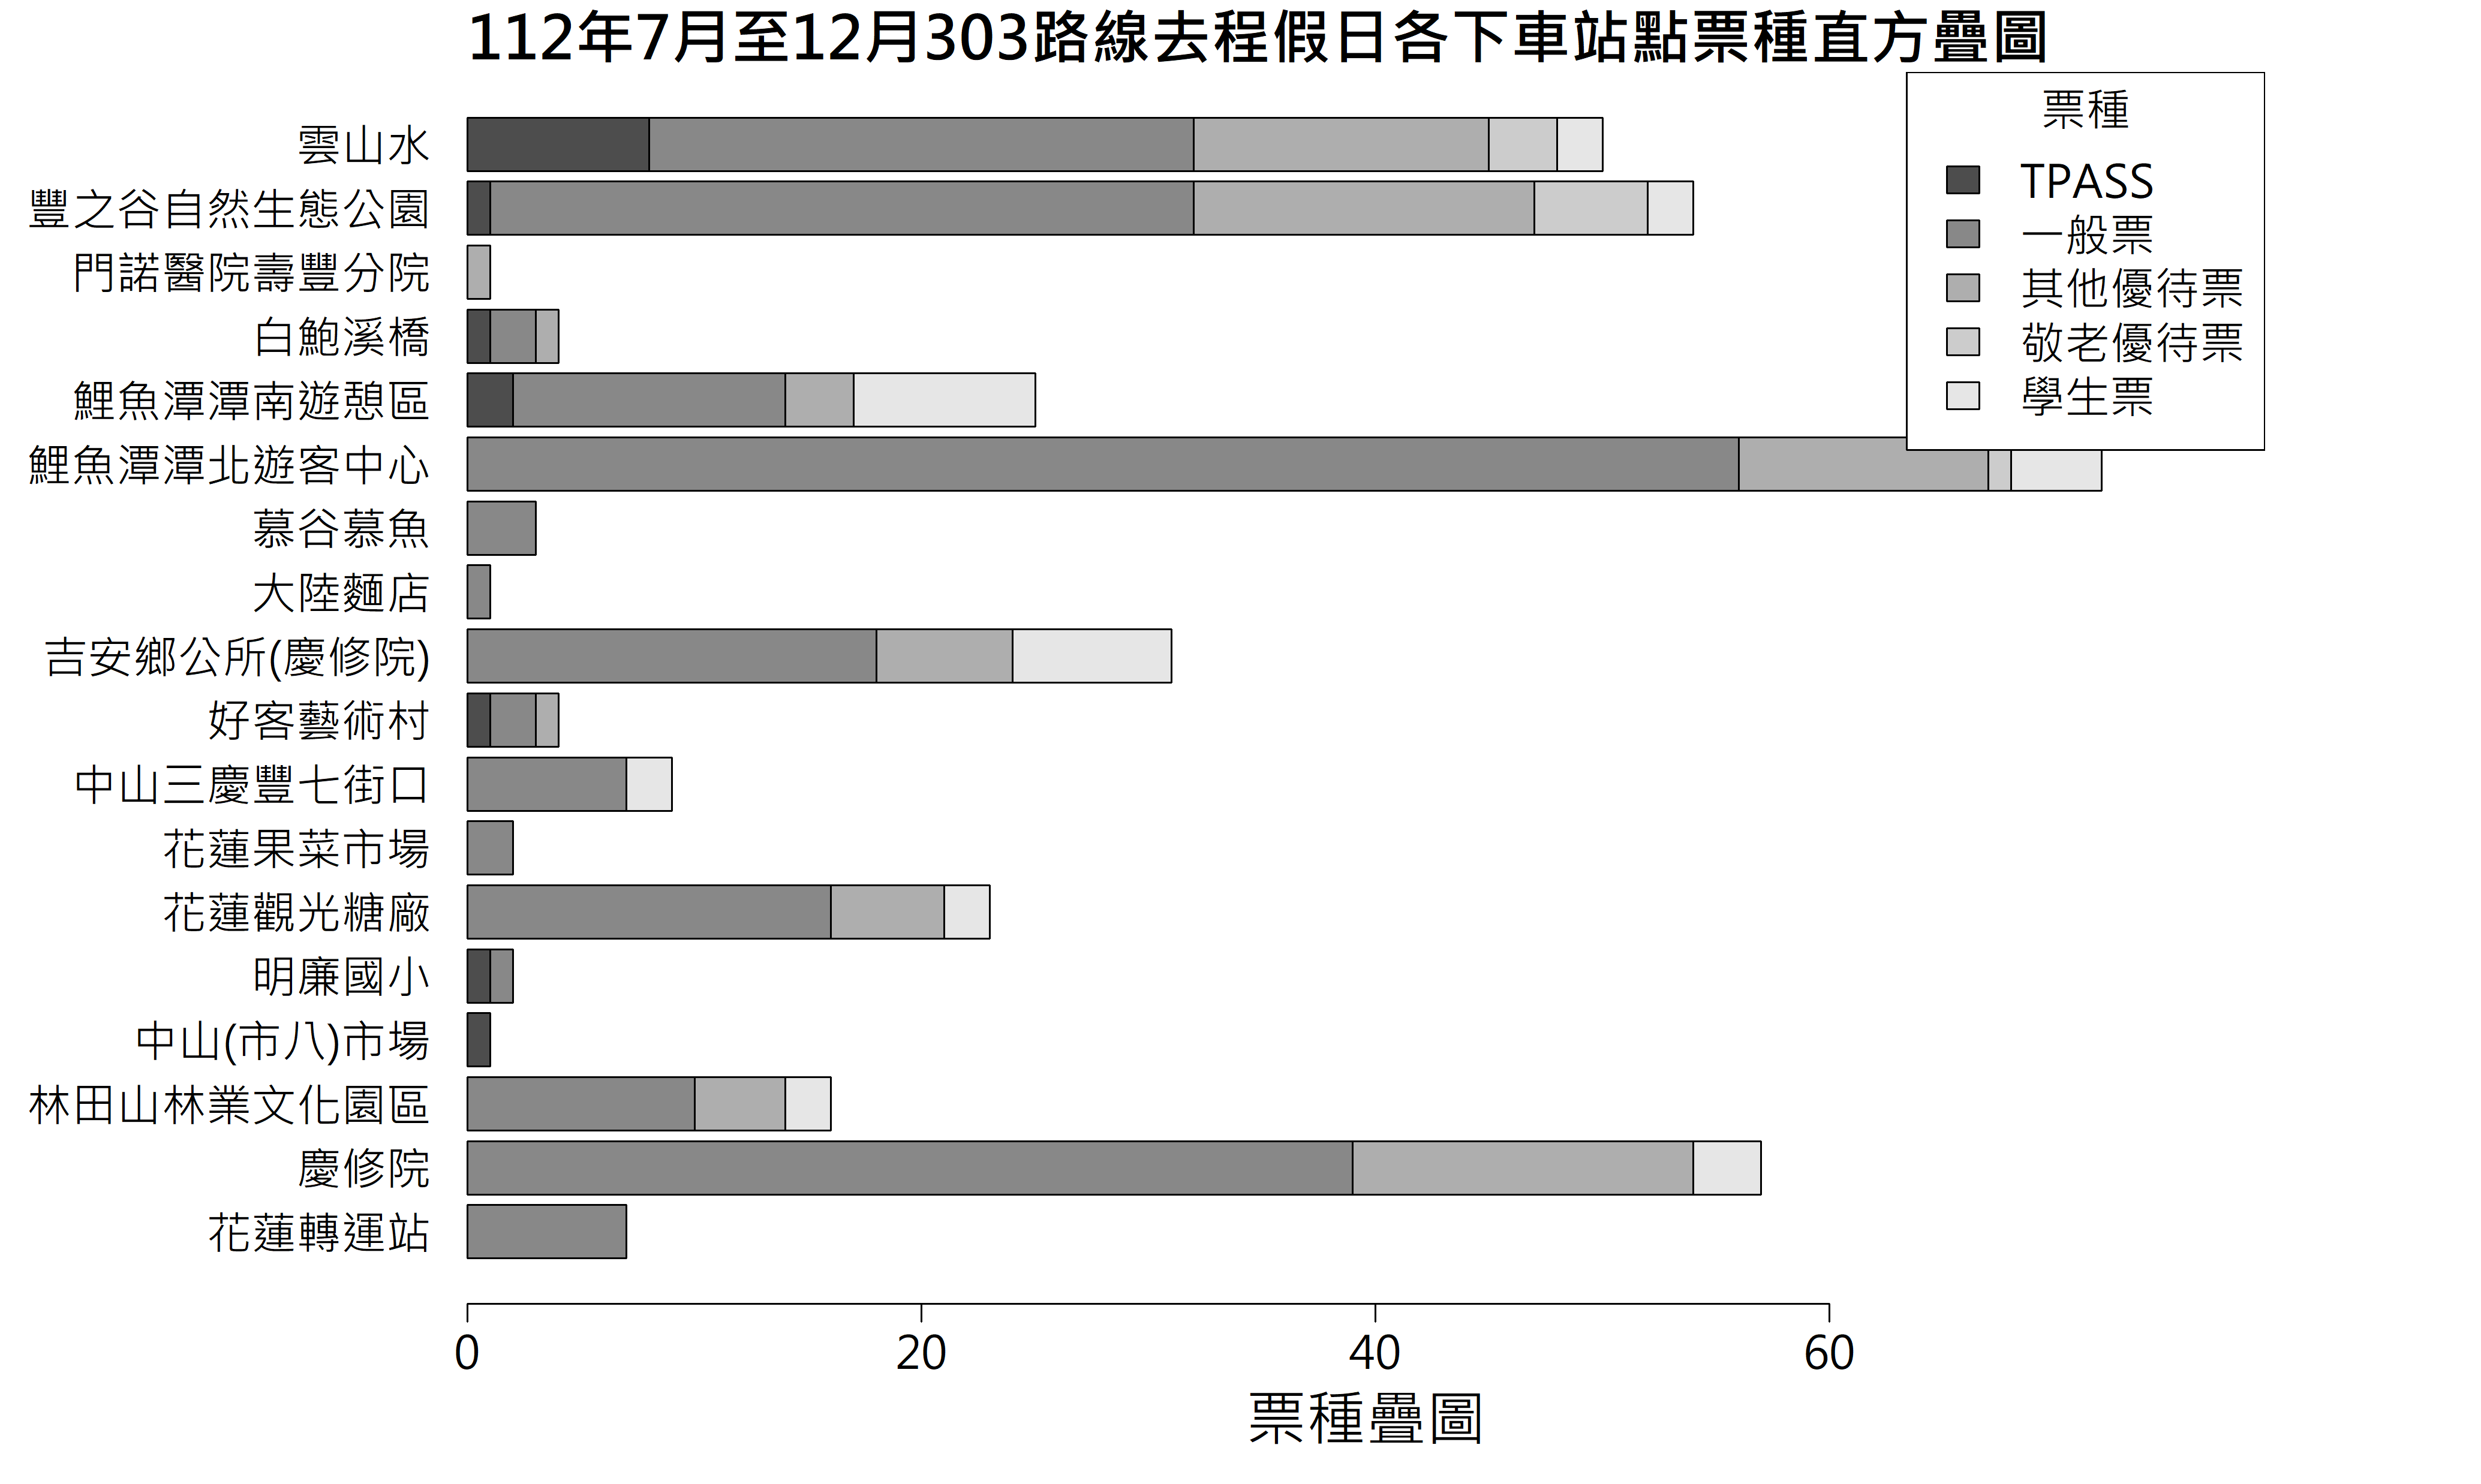 112年7月至12月303路線去程假日各下車站點票種直方疊圖
票種
TPASS
一般票
其他優待票
敬老優待票
學生票
雲山水
豐之谷自然生態公園
門諾醫院壽豐分院
白鮑溪橋
鯉魚潭潭南遊憩區
鯉魚潭潭北遊客中心
慕谷慕魚
大陸麵店
吉安鄉公所(慶修院)
好客藝術村
中山三慶豐七街口
花蓮果菜市場
花蓮觀光糖廠
明廉國小
中山(市八)市場
林田山林業文化園區
慶修院
花蓮轉運站
0 20 40 60
票種疊圖